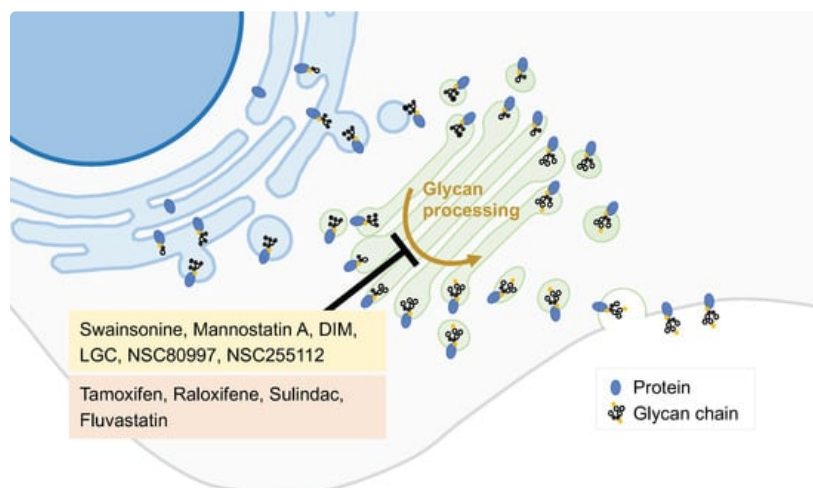 Glycan
processing
Swainsonine, Mannostatin A, DIM,
LGC, NSC80997, NSC255112
Tamoxifen, Raloxifene, Sulindac,
Fluvastatin
Protein
Glycan chain